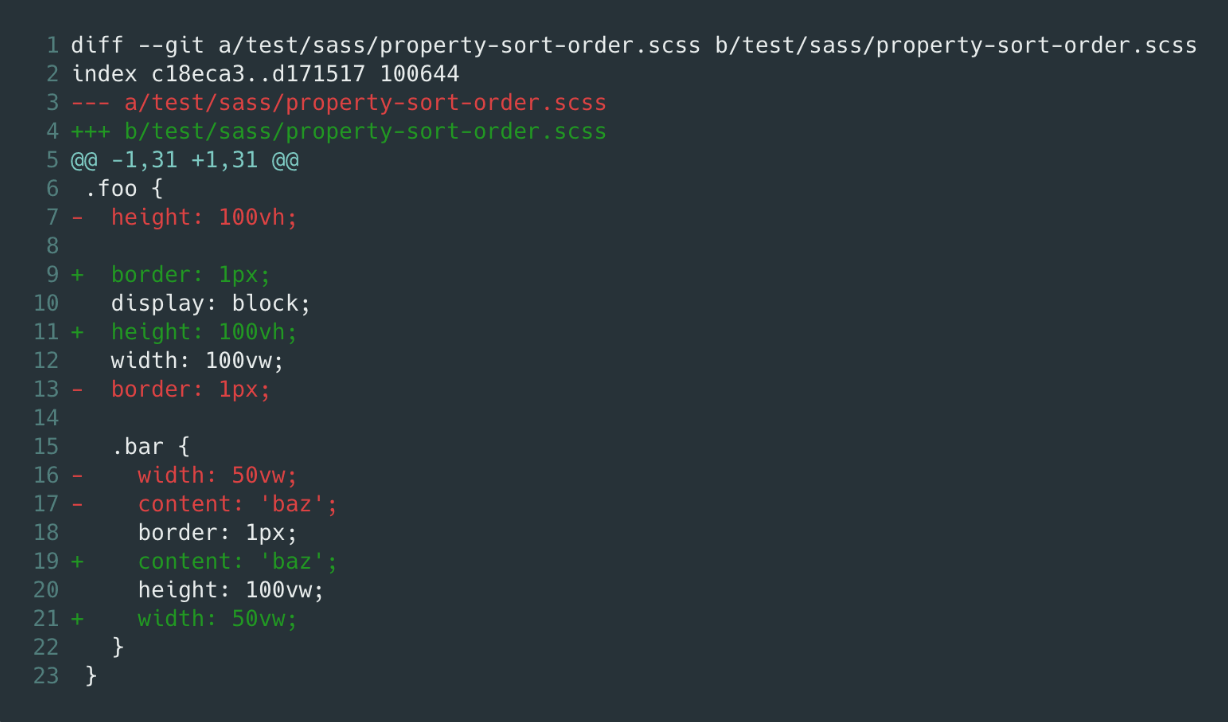 1 diff --git a/test/sass/property-sort-order.scss b/test/sass/property-sort-order.scss
2 index c18eca3..d171517 100644
3 --- a/test/sass/property-sort-order.scss
4 +++ b/test/sass/property-sort-order.scss
5 @@ -1,31 +1,31 @@
6  .foo {
7 -  height: 100vh;
8
9 +  border: 1px;
10    display: block;
11 +  height: 100vh;
12    width: 100vw;
13 -  border: 1px;
14
15    .bar {
16 -    width: 50vw;
17 -    content: 'baz';
18      border: 1px;
19 +    content: 'baz';
20      height: 100vw;
21 +    width: 50vw;
22    }
23  }